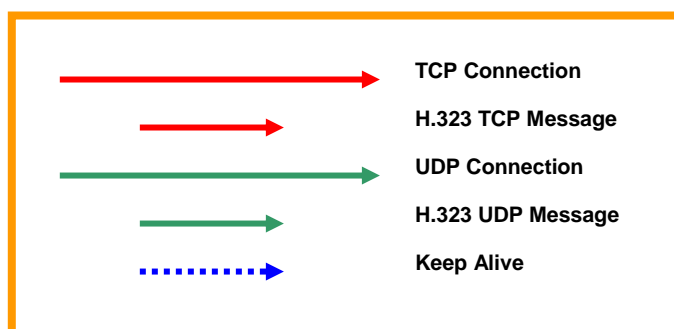 TCP Connection
H.323 TCP Message
UDP Connection
H.323 UDP Message
Keep Alive